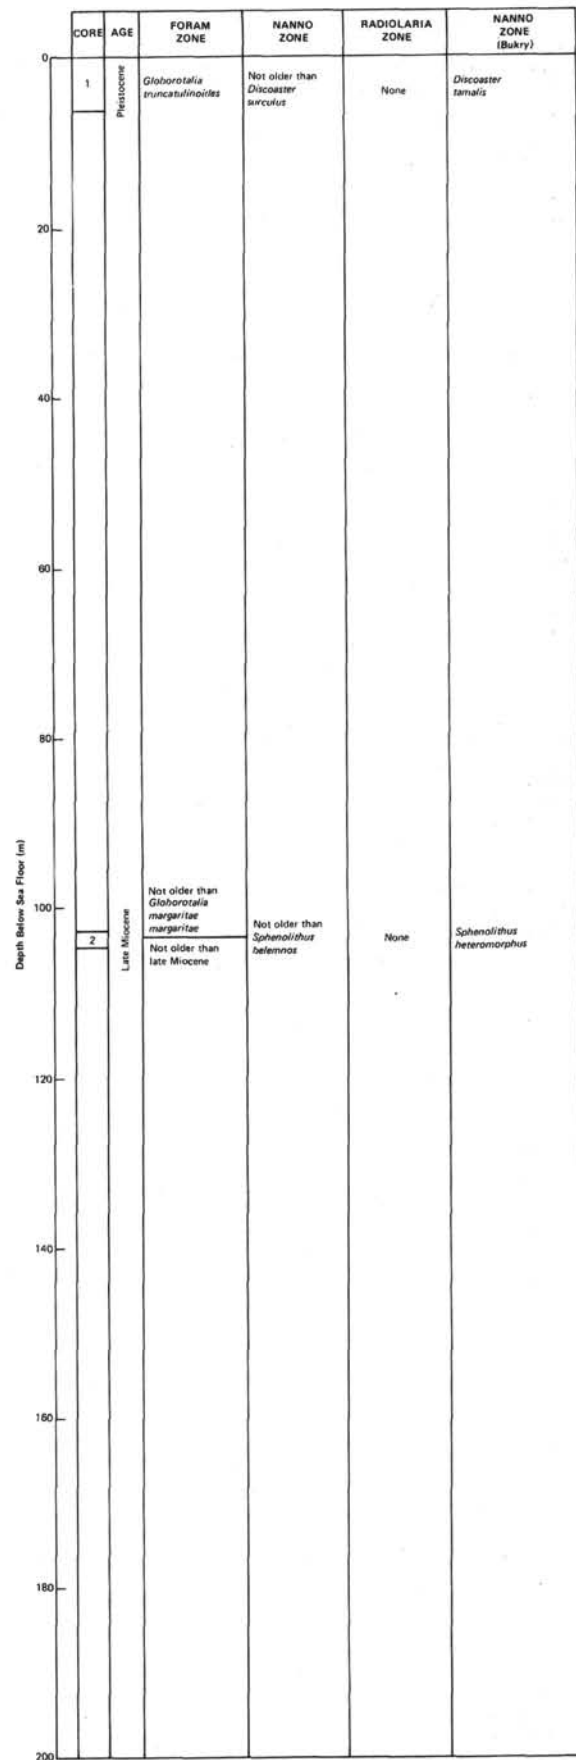 CORE
AGE
FORAM
ZONE
NANNO
ZONE
RADIOLARIA
ZONE
NANNO
ZONE
(Bukry)
0
1
Pleistocene
Globorotalia
truncatulinoides
Not older than
Discoaster
surculus
None
Discoaster
tamalis
20
40
60
80
Depth Below Sea Floor (m)
100
2
Late Miocene
Not older than
Globorotalia
margaritae
margaritae
Not older than
late Miocene
Not older than
Sphenolithus
belemnos
None
Sphenolithus
heteromorphus
120
140
160
180
200